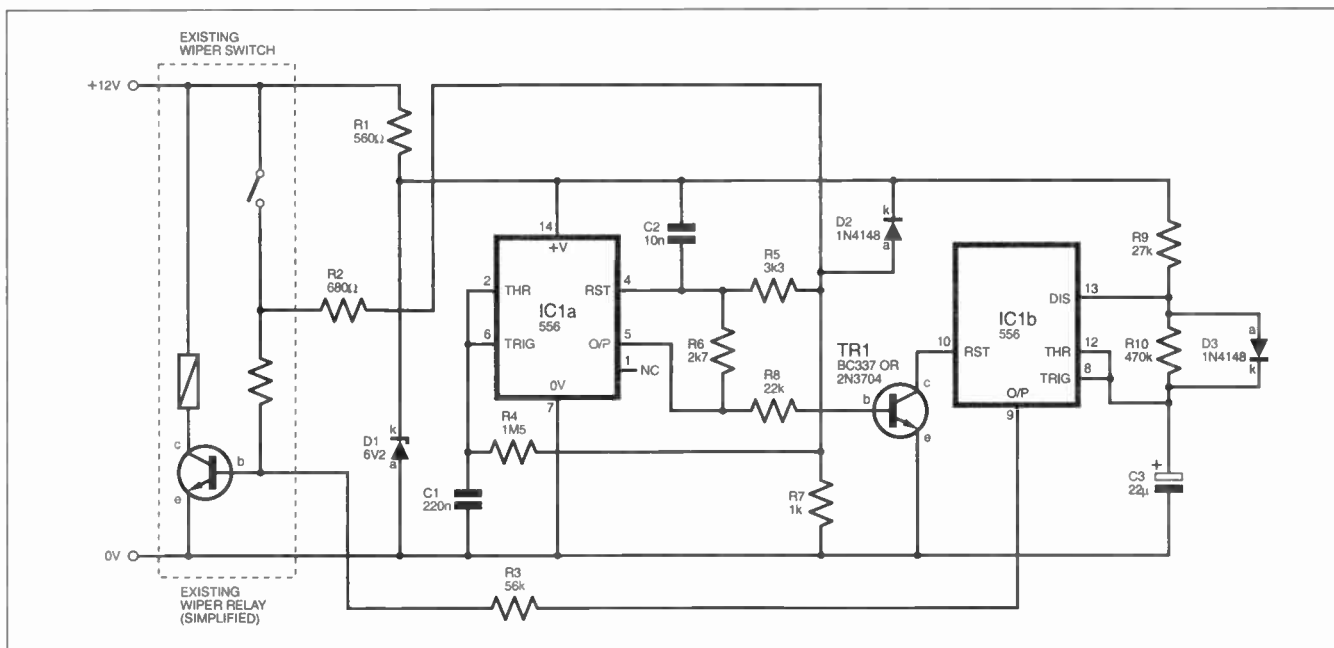 EXISTING
WIPER SWITCH
+12V
R1
560Ω
R2
680Ω
14
+V
C2
10n
D2
1N4148
k
a
R9
27k
2
THR
RST
4
R5
3k3
IC1a
556
6
TRIG
O/P
5
R6
2k7
1
NC
0V
7
R8
22k
TR1
BC337 OR
2N3704
b
c
e
10
RST
DIS
13
IC1b
556
THR
12
TRIG
8
O/P
9
R10
470k
a
D3
1N4148
k
R4
1M5
k
D1
6V2
a
c
b
e
C1
220n
R7
1k
+
C3
22µ
0V
R3
56k
EXISTING
WIPER RELAY
(SIMPLIFIED)